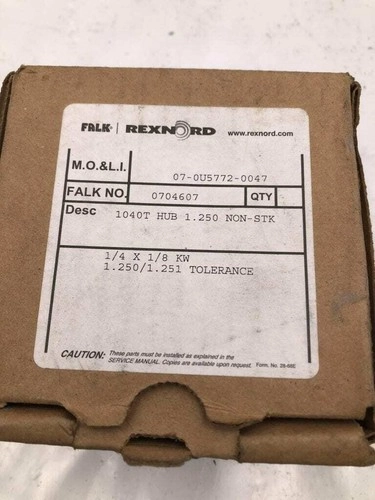 FALK | REXNORD www.rexnord.com
M.O.&L.I. 07-0U5772-0047
FALK NO. 0704607 QTY
Desc 1040T HUB 1.250 NON-STK
1/4 X 1/8 KW
1.250/1.251 TOLERANCE
CAUTION: These parts must be installed as explained in the
SERVICE MANUAL. Copies are available upon request. Form. No.